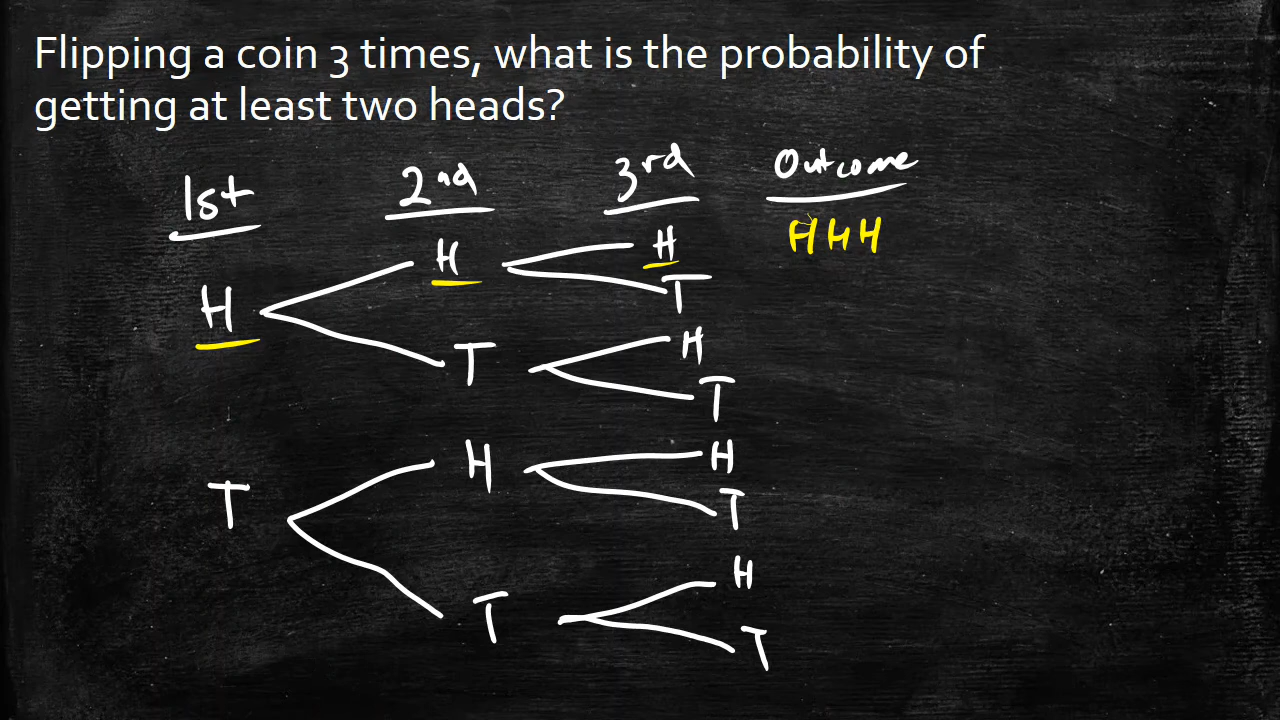 Flipping a coin 3 times, what is the probability of
getting at least two heads?
1st 2nd 3rd Outcome
H H H HHH
T
T H
T
T H H
T
T H
T